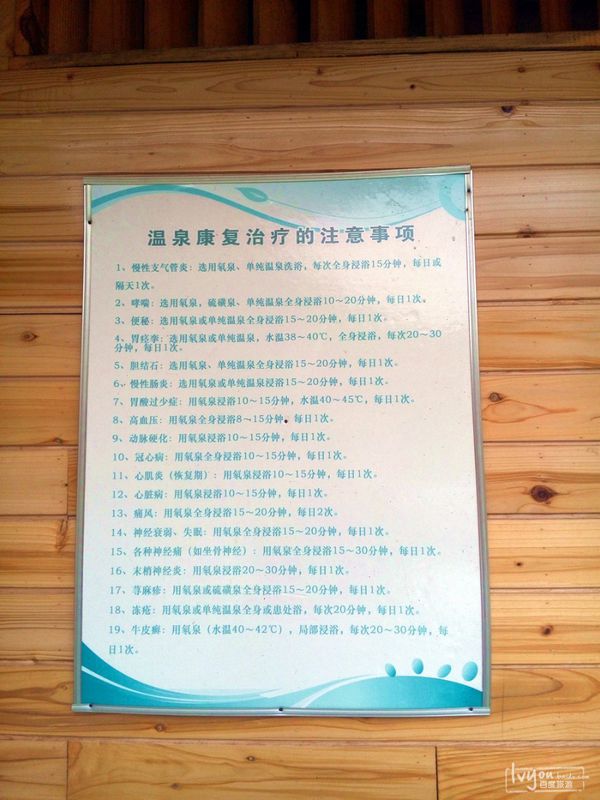 温泉康复治疗的注意事项
1、慢性支气管炎：选用氡泉、单纯温泉洗浴，每次全身浸浴15分钟，每日或
隔天1次。
2、哮喘：选用氡泉，硫磺泉、单纯温泉全身浸浴10～20分钟，每日1次。
3、便秘：选用氡泉或单纯温泉全身浸浴15～20分钟，每日1次。
4、胃痉挛：选用氡泉或单纯温泉，水温38～40℃，全身浸浴，每次20～30
分钟，每日1次。
5、胆结石：选用氡泉、单纯温泉全身浸浴15～20分钟，每日1次。
6、慢性肠炎：选用氡泉或单纯温泉浸浴15～20分钟，每日1次。
7、胃酸过少症：用氡泉浸浴10～15分钟，水温40～45℃，每日1次。
8、高血压：用氡泉全身浸浴8～15分钟，每日1次。
9、动脉硬化：用氡泉浸浴10～15分钟，每日1次。
10、冠心病：用氡泉全身浸浴10～15分钟，每日1次。
11、心肌炎（恢复期）：用氡泉浸浴10～15分钟，每日1次。
12、心脏病：用氡泉浸浴10～15分钟，每日1次。
13、痛风：用氡泉全身浸浴15～20分钟，每日2次。
14、神经衰弱、失眠：用氡泉全身浸浴15～20分钟，每日1次。
15、各种神经痛（如坐骨神经）：用氡泉全身浸浴15～30分钟，每日1次。
16、末梢神经炎：用氡泉浸浴20～30分钟，每日1次。
17、荨麻疹：用氡泉或硫磺泉全身浸浴15～20分钟，每日1次。
18、冻疮：用氡泉或单纯温泉全身或患处浴，每次20分钟，每日1次。
19、牛皮癣：用氡泉（水温40～42℃），局部浸浴，每次20～30分钟，每
日1次。
lvyou.baidu.com
百度旅游